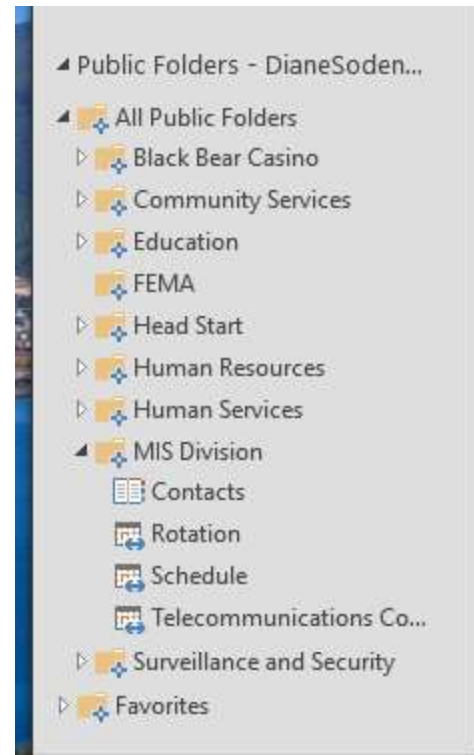 Public Folders - DianeSoden...
All Public Folders
Black Bear Casino
Community Services
Education
FEMA
Head Start
Human Resources
Human Services
MIS Division
Contacts
Rotation
Schedule
Telecommunications Co...
Surveillance and Security
Favorites